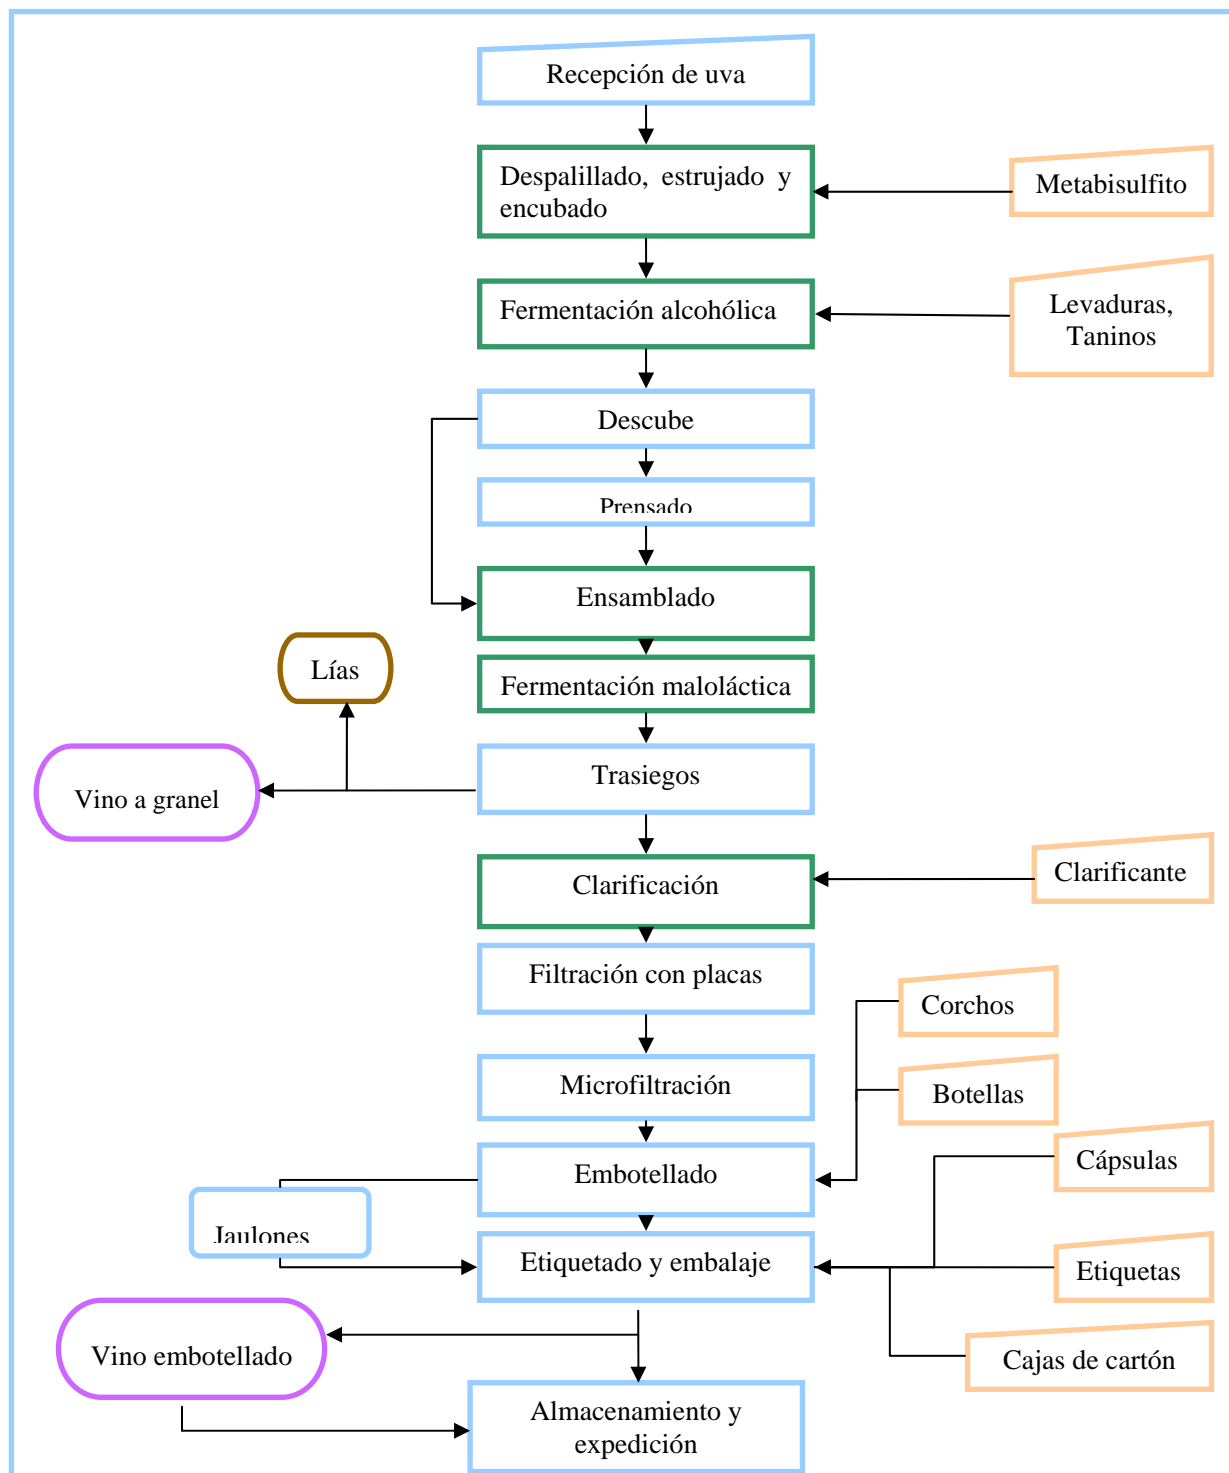 Recepción de uva
Despalillado, estrujado y
encubado
Metabisulfito
Fermentación alcohólica
Levaduras,
Taninos
Descube
Prensado
Ensamblado
Lías
Fermentación maloláctica
Trasiegos
Vino a granel
Clarificación
Clarificante
Filtración con placas
Corchos
Microfiltración
Botellas
Embotellado
Cápsulas
Jaulones
Etiquetado y embalaje
Etiquetas
Vino embotellado
Cajas de cartón
Almacenamiento y
expedición